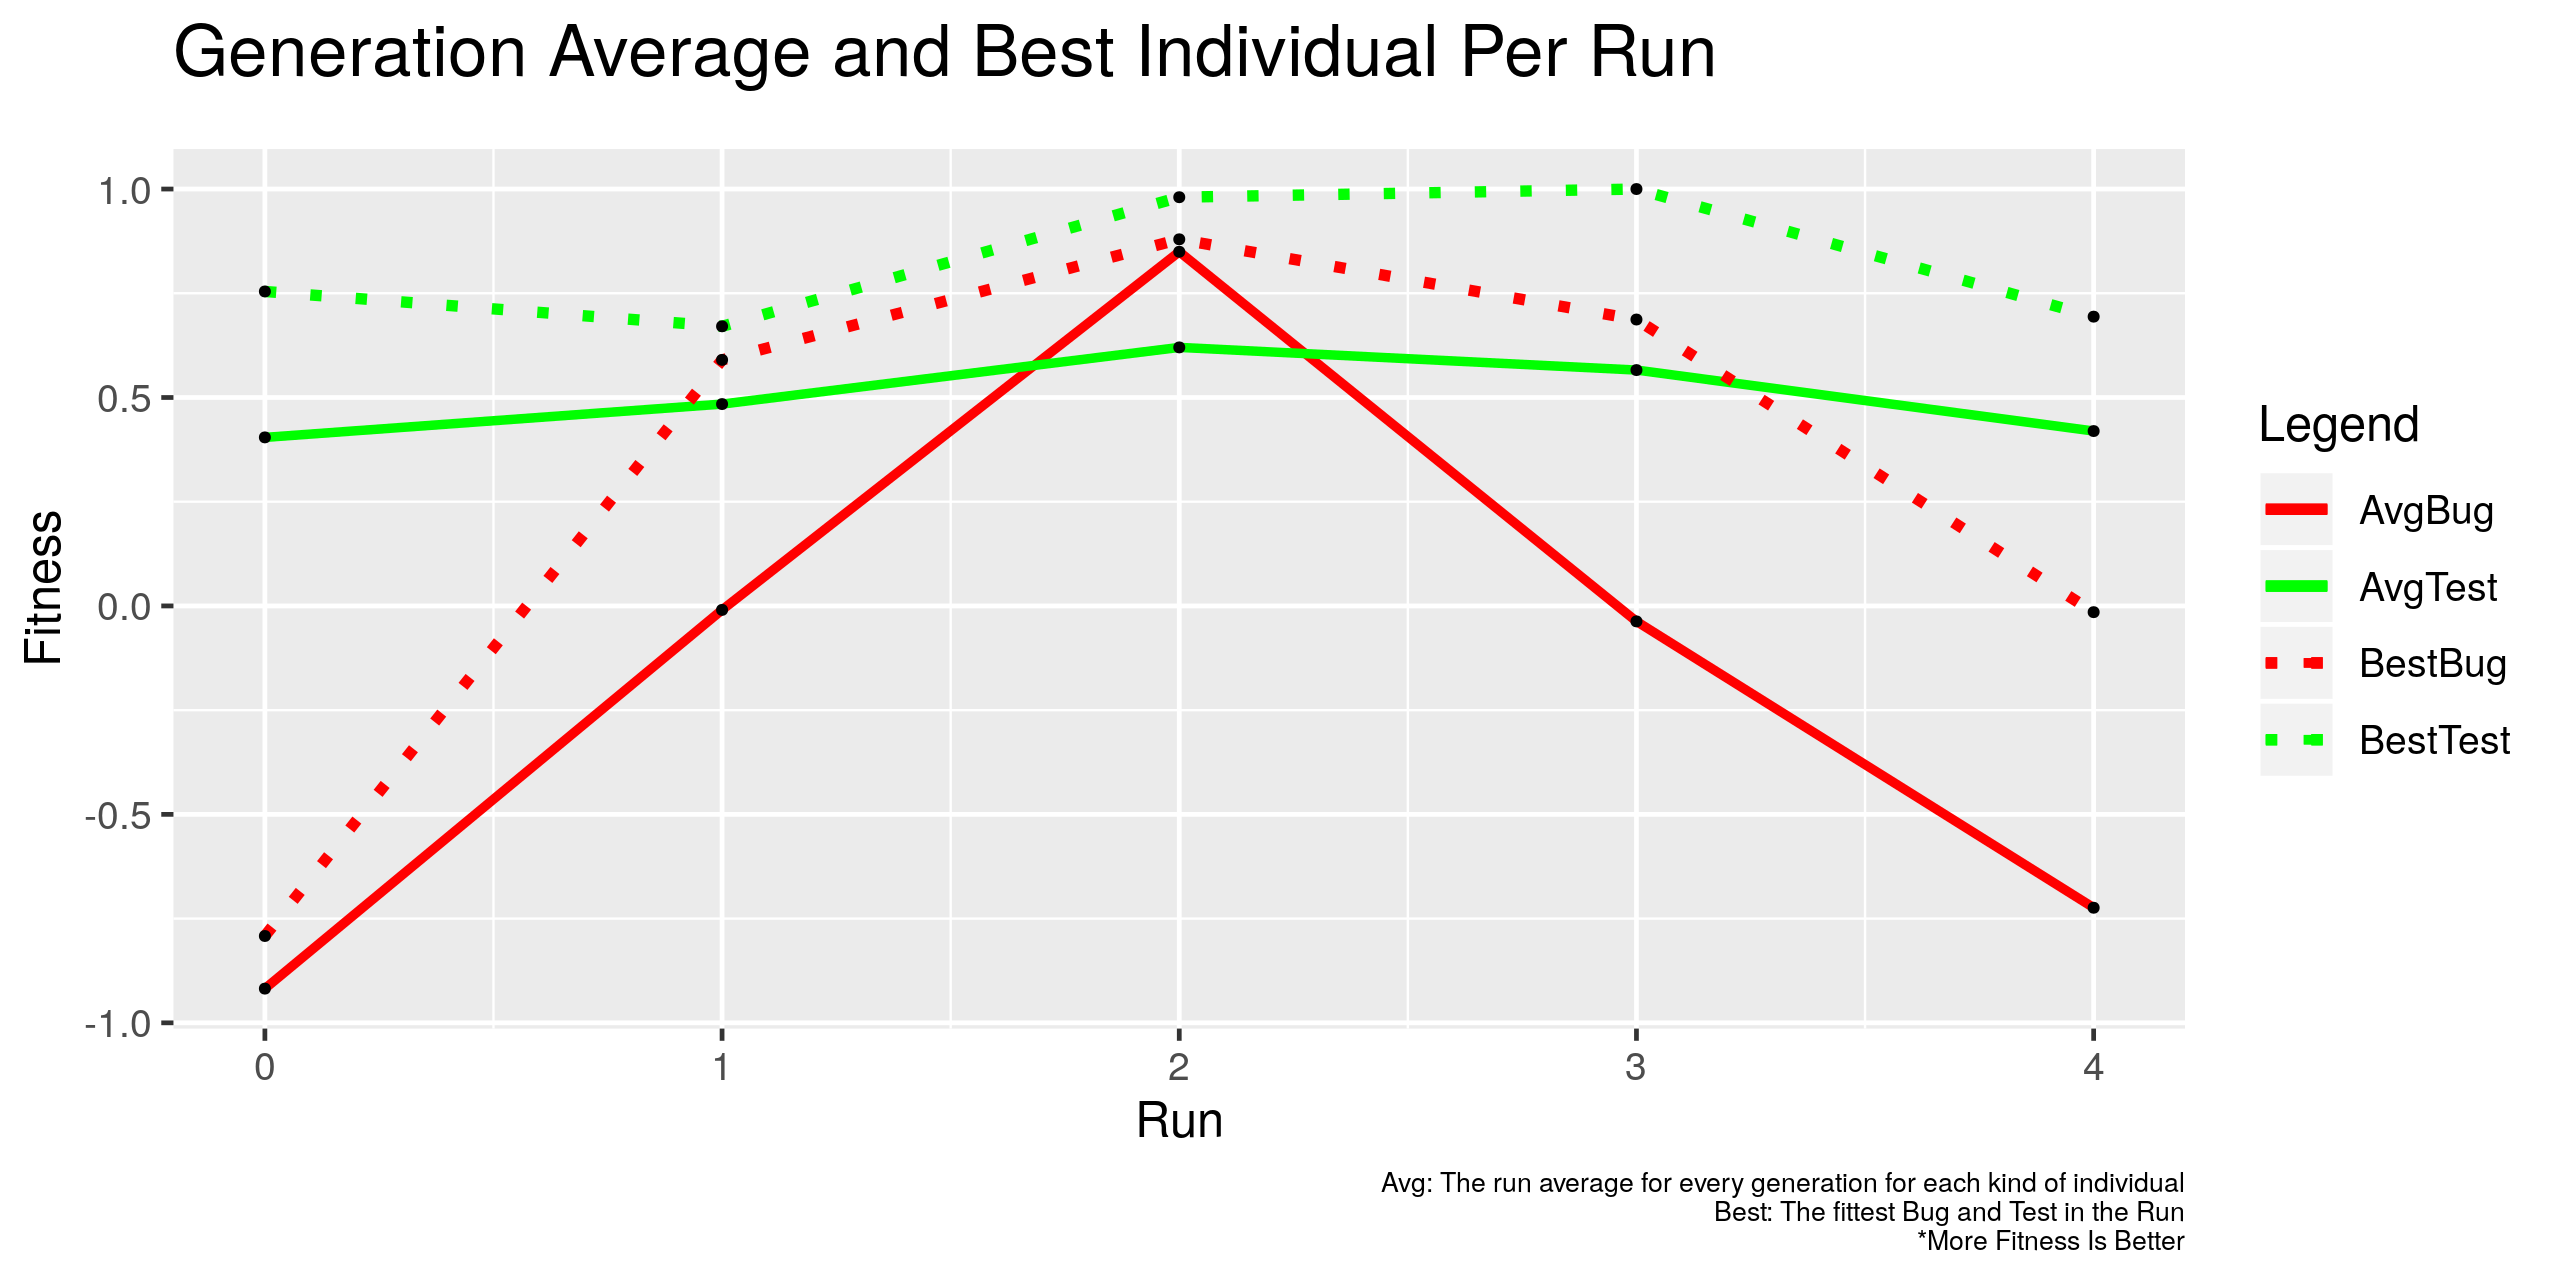 Generation Average and Best Individual Per Run
Fitness
1.0
0.5
0.0
-0.5
-1.0
0 1 2 3 4
Run
Legend
AvgBug
AvgTest
BestBug
BestTest
Avg: The run average for every generation for each kind of individual
Best: The fittest Bug and Test in the Run
*More Fitness Is Better